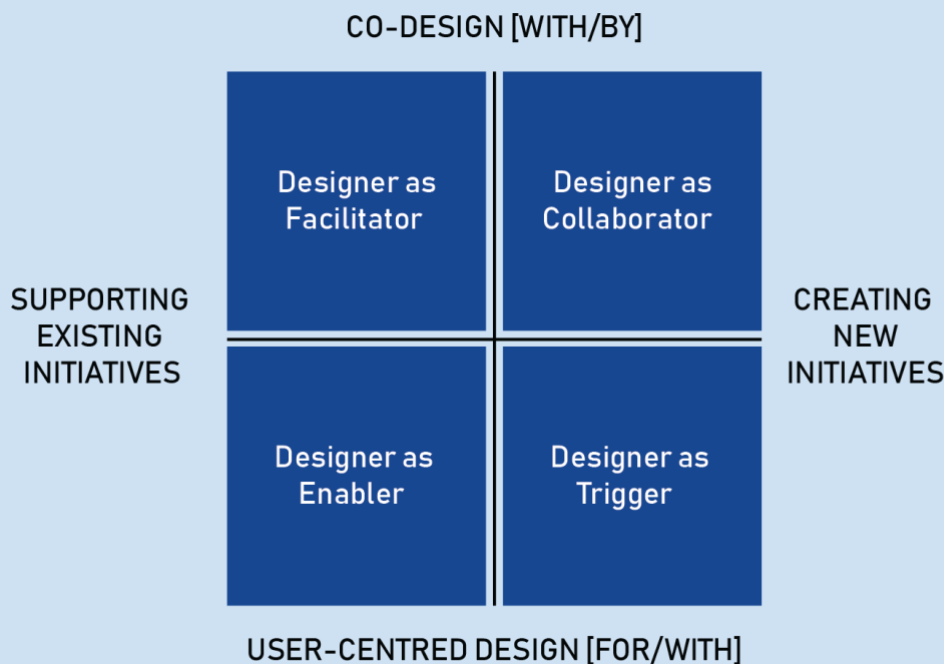 CO-DESIGN [WITH/BY]
Designer as
Facilitator
Designer as
Collaborator
SUPPORTING
EXISTING
INITIATIVES
CREATING
NEW
INITIATIVES
Designer as
Enabler
Designer as
Trigger
USER-CENTRED DESIGN [FOR/WITH]